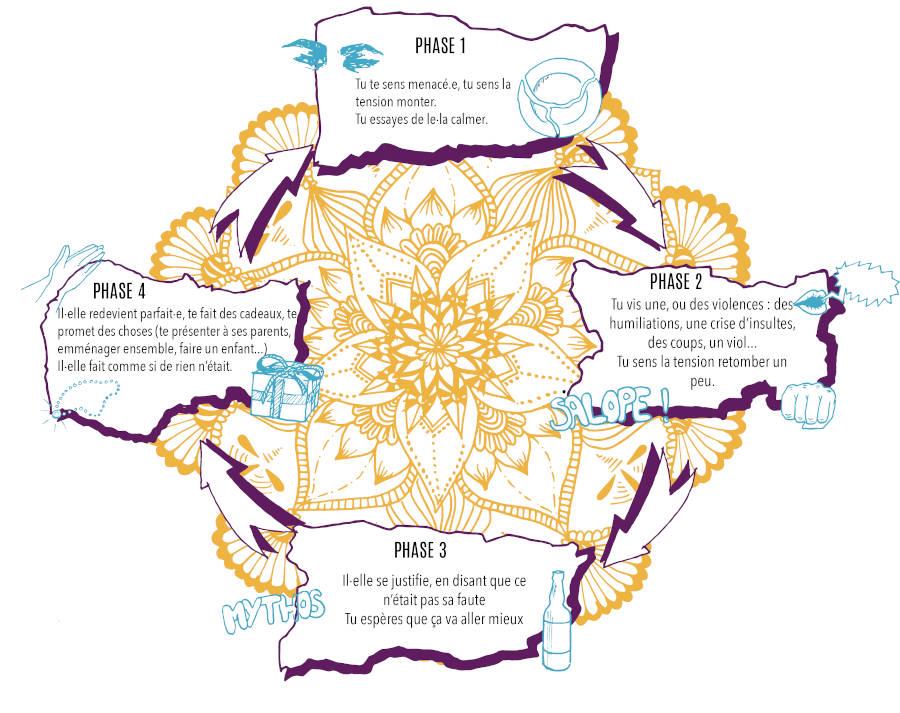 PHASE 1
Tu te sens menacé.e, tu sens la
tension monter.
Tu essayes de le·la calmer.
PHASE 2
Tu vis une, ou des violences : des
humiliations, une crise d'insultes,
des coups, un viol...
Tu sens la tension retomber un
peu.
SALOPE !
PHASE 3
Il·elle se justifie, en disant que ce
n'était pas sa faute
Tu espères que ça va aller mieux
MYTHOS
PHASE 4
Il·elle redevient parfait·e, te fait des cadeaux, te
promet des choses (te présenter à ses parents,
emménager ensemble, faire un enfant...)
Il·elle fait comme si de rien n'était.